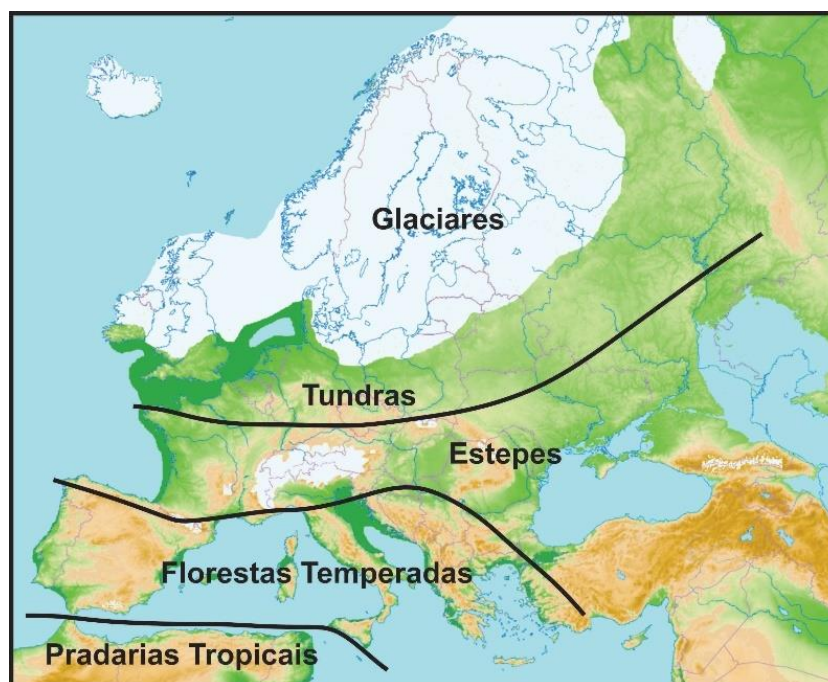 Glaciares
Tundras
Estepes
Florestas Temperadas
Pradarias Tropicais